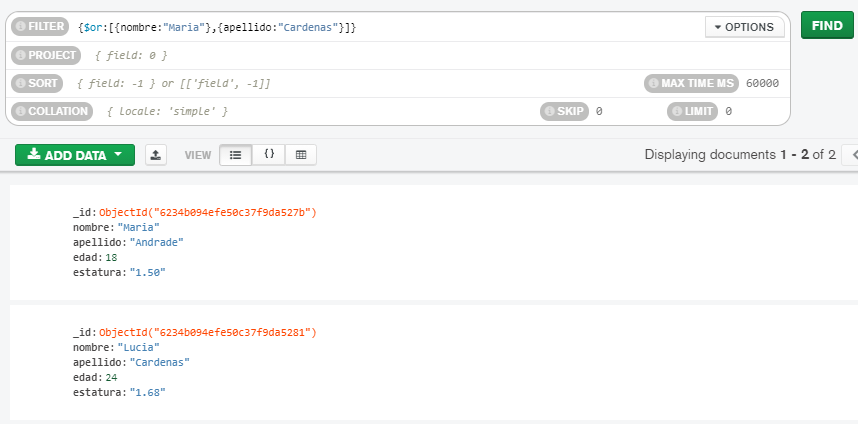 FILTER {$or:[{nombre:"Maria"},{apellido:"Cardenas"}]} OPTIONS FIND
PROJECT { field: 0 }
SORT { field: -1 } or [['field', -1]] MAX TIME MS 60000
COLLATION { locale: 'simple' } SKIP 0 LIMIT 0
ADD DATA VIEW {} Displaying documents 1 - 2 of 2
_id: ObjectId("6234b094efe50c37f9da527b")
nombre: "Maria"
apellido: "Andrade"
edad: 18
estatura: "1.50"
_id: ObjectId("6234b094efe50c37f9da5281")
nombre: "Lucia"
apellido: "Cardenas"
edad: 24
estatura: "1.68"